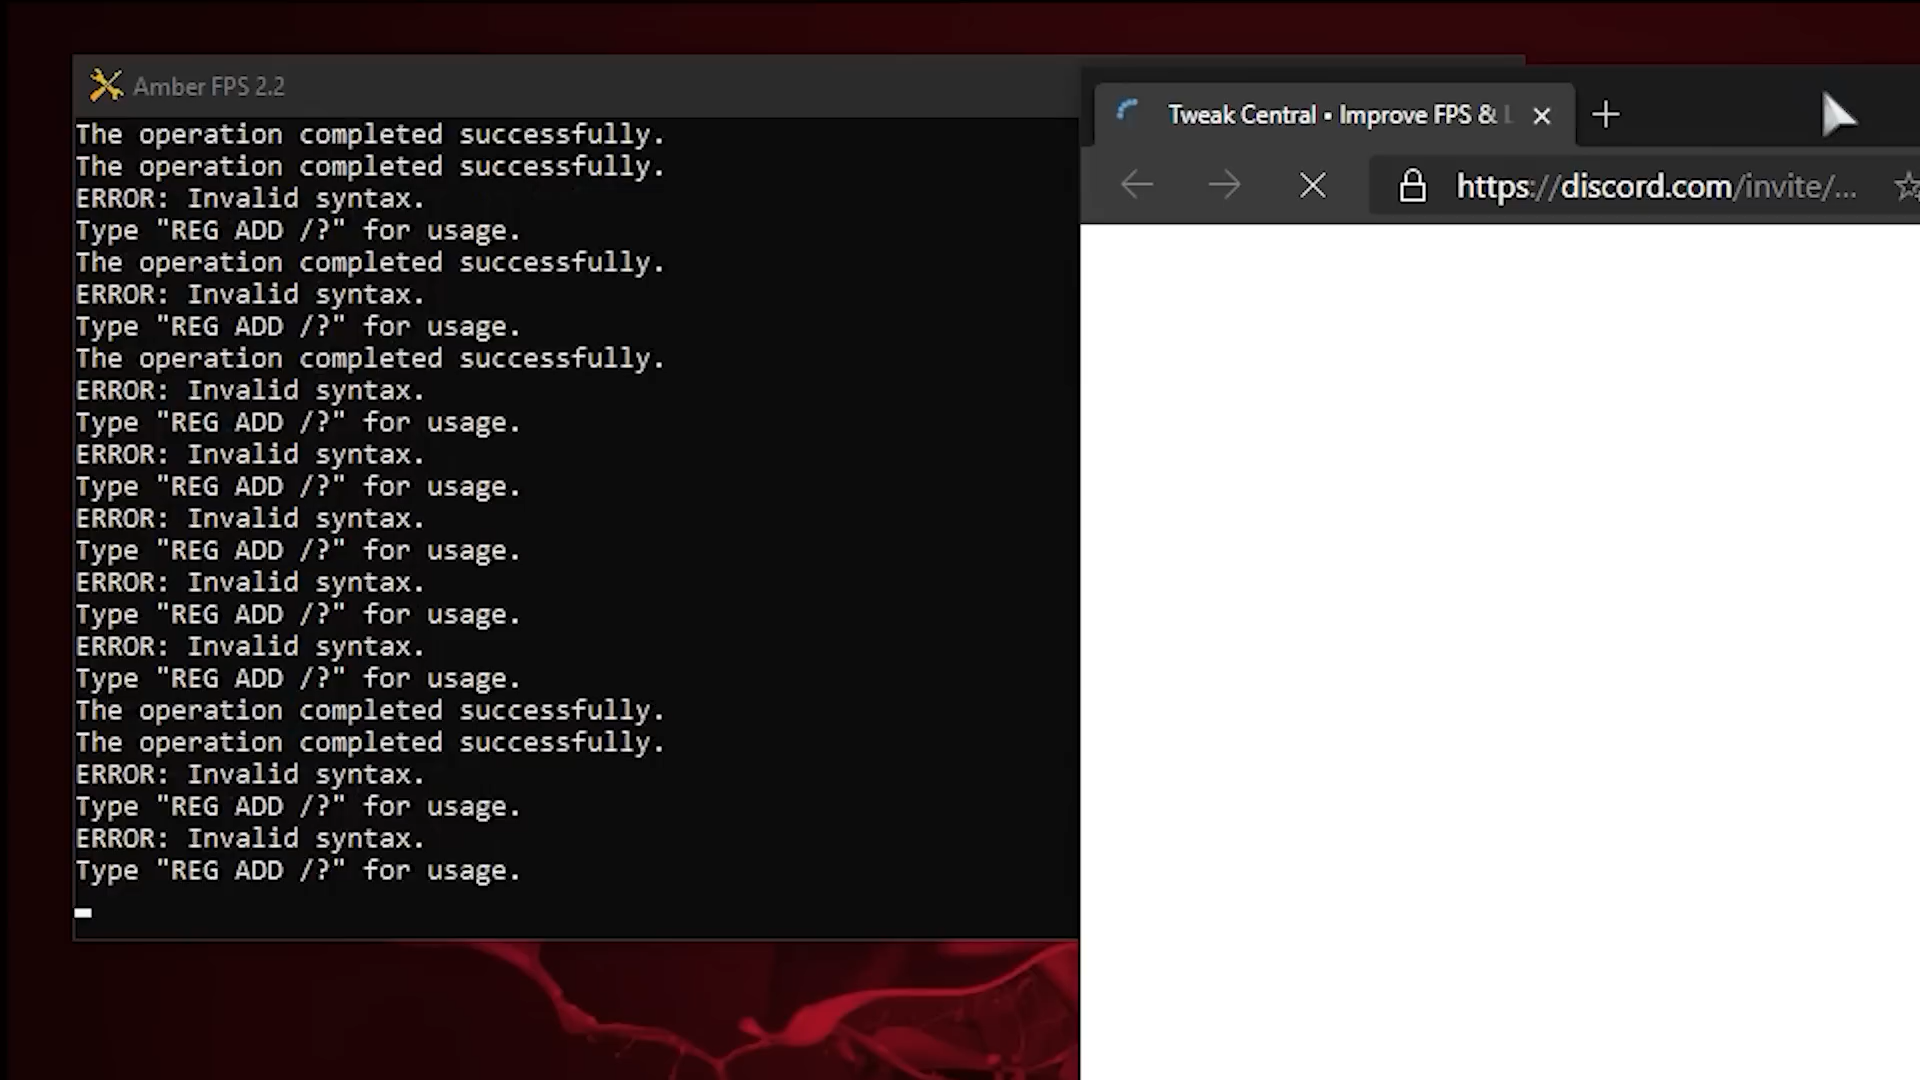 Amber FPS 2.2
The operation completed successfully.
The operation completed successfully.
ERROR: Invalid syntax.
Type "REG ADD /?" for usage.
The operation completed successfully.
ERROR: Invalid syntax.
Type "REG ADD /?" for usage.
The operation completed successfully.
ERROR: Invalid syntax.
Type "REG ADD /?" for usage.
ERROR: Invalid syntax.
Type "REG ADD /?" for usage.
ERROR: Invalid syntax.
Type "REG ADD /?" for usage.
ERROR: Invalid syntax.
Type "REG ADD /?" for usage.
ERROR: Invalid syntax.
Type "REG ADD /?" for usage.
The operation completed successfully.
The operation completed successfully.
ERROR: Invalid syntax.
Type "REG ADD /?" for usage.
ERROR: Invalid syntax.
Type "REG ADD /?" for usage.
Tweak Central • Improve FPS & L
https://discord.com/invite/...